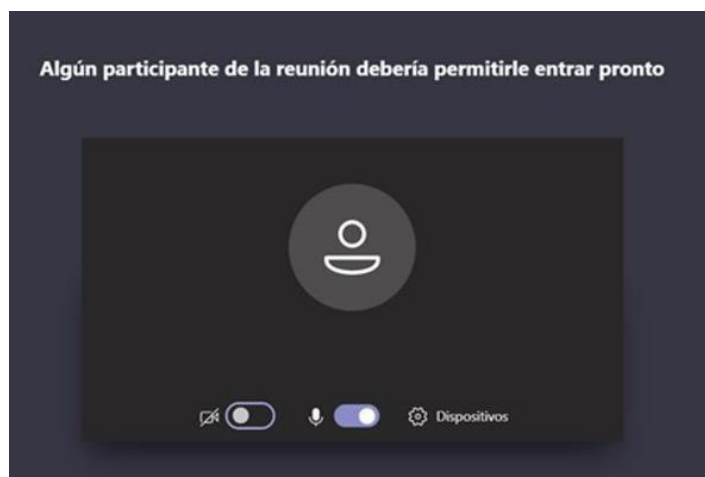 Algún participante de la reunión debería permitirle entrar pronto
Dispositivos